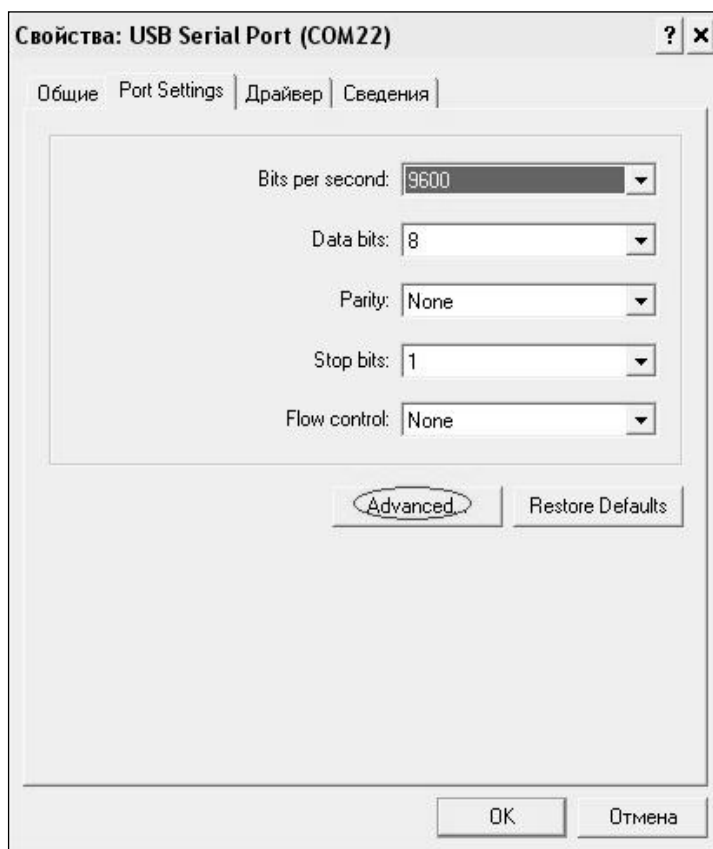 Свойства: USB Serial Port (COM22)
? ×
Общие Port Settings Драйвер Сведения
Bits per second: 9600
Data bits: 8
Parity: None
Stop bits: 1
Flow control: None
Advanced... Restore Defaults
OK Отмена